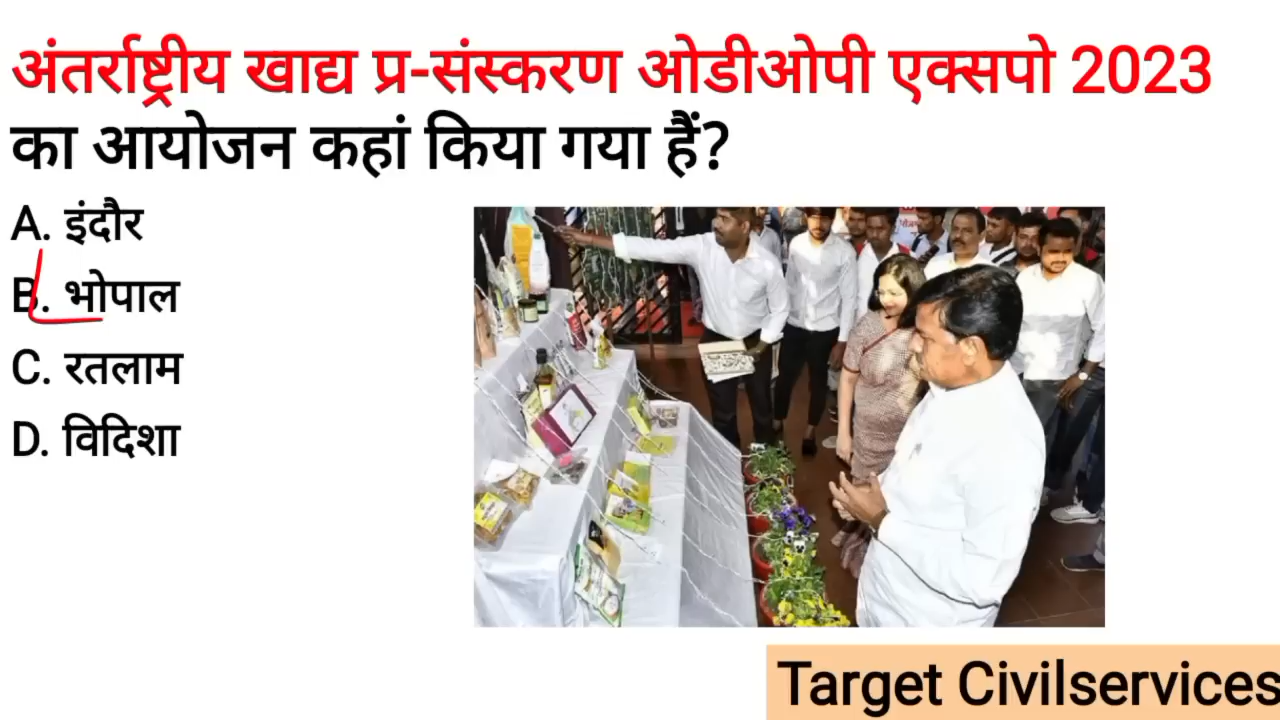 अंतर्राष्ट्रीय खाद्य प्र-संस्करण ओडीओपी एक्सपो 2023
का आयोजन कहां किया गया हैं?
A. इंदौर
B. भोपाल
C. रतलाम
D. विदिशा
Target Civilservices